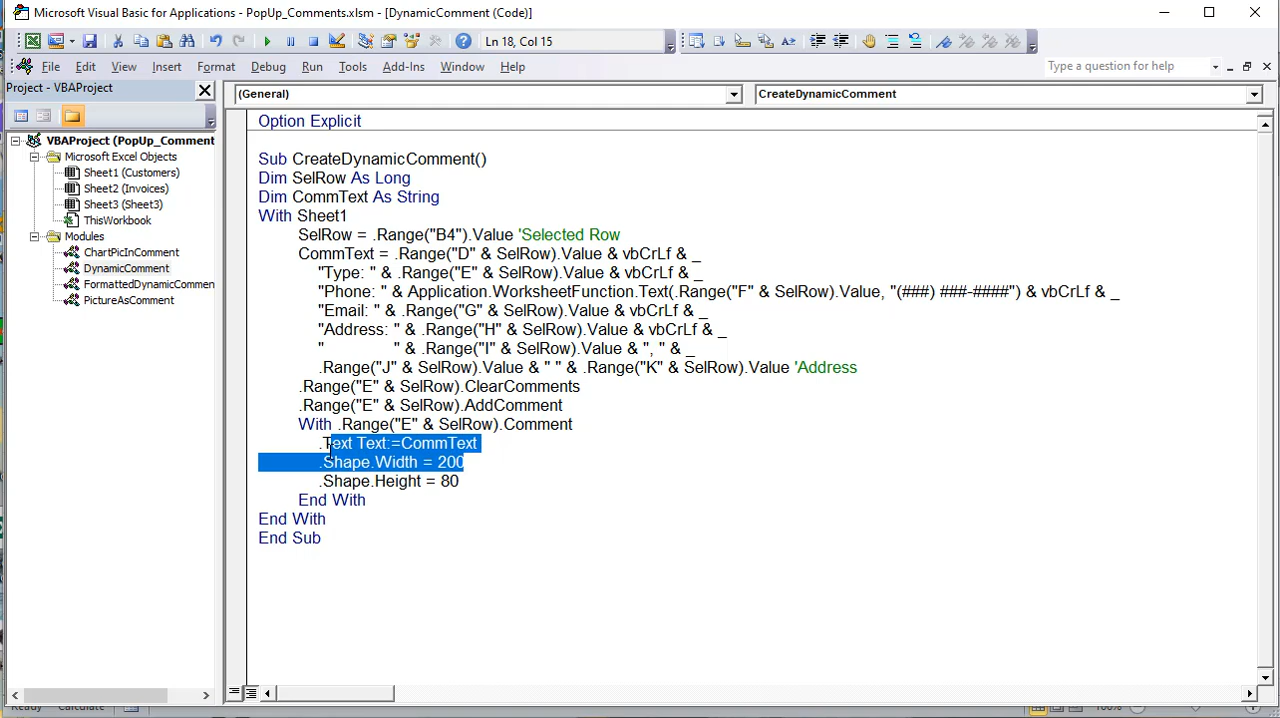 Microsoft Visual Basic for Applications - PopUp_Comments.xlsm - [DynamicComment (Code)]
Ln 18, Col 15
File Edit View Insert Format Debug Run Tools Add-Ins Window Help
Type a question for help
Project - VBAProject
(General)
CreateDynamicComment
VBAProject (PopUp_Comment
Microsoft Excel Objects
Sheet1 (Customers)
Sheet2 (Invoices)
Sheet3 (Sheet3)
ThisWorkbook
Modules
ChartPicInComment
DynamicComment
FormattedDynamicCommen
PictureAsComment
Option Explicit
Sub CreateDynamicComment()
Dim SelRow As Long
Dim CommText As String
With Sheet1
SelRow = .Range("B4").Value 'Selected Row
CommText = .Range("D" & SelRow).Value & vbCrLf & _
"Type: " & .Range("E" & SelRow).Value & vbCrLf & _
"Phone: " & Application.WorksheetFunction.Text(.Range("F" & SelRow).Value, "(###) ###-####") & vbCrLf & _
"Email: " & .Range("G" & SelRow).Value & vbCrLf & _
"Address: " & .Range("H" & SelRow).Value & vbCrLf & _
"               " & .Range("I" & SelRow).Value & ", " & _
.Range("J" & SelRow).Value & " " & .Range("K" & SelRow).Value 'Address
.Range("E" & SelRow).ClearComments
.Range("E" & SelRow).AddComment
With .Range("E" & SelRow).Comment
.Text Text:=CommText
.Shape.Width = 200
.Shape.Height = 80
End With
End With
End Sub
Ready Calculate
100%